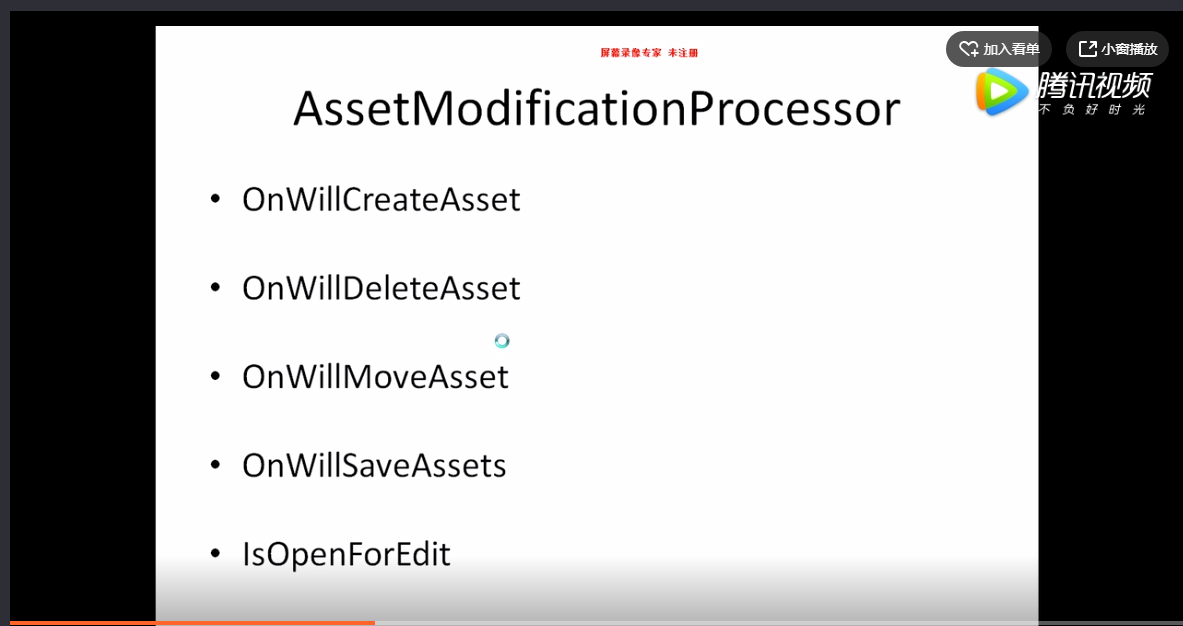 屏幕录像专家 未注册
加入看单
小窗播放
腾讯视频
不负好时光
AssetModificationProcessor
• OnWillCreateAsset
• OnWillDeleteAsset
• OnWillMoveAsset
• OnWillSaveAssets
• IsOpenForEdit